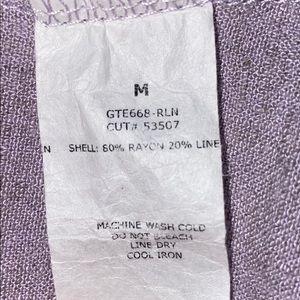 M
GTE668-RLN
CUT# 53507
N SHELL: 80% RAYON 20% LINE
MACHINE WASH COLD
DO NOT BLEACH
LINE DRY
COOL IRON